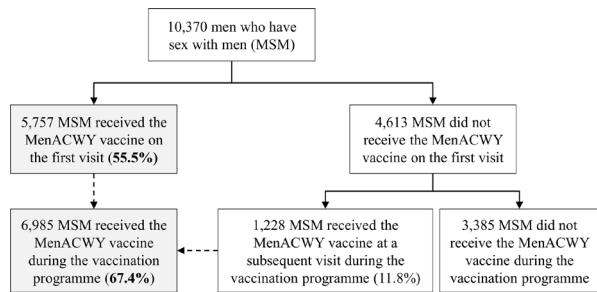 10,370 men who have
sex with men (MSM)
5,757 MSM received the
MenACWY vaccine on
the first visit (55.5%)
4,613 MSM did not
receive the MenACWY
vaccine on the first visit
6,985 MSM received the
MenACWY vaccine
during the vaccination
programme (67.4%)
1,228 MSM received the
MenACWY vaccine at a
subsequent visit during the
vaccination programme (11.8%)
3,385 MSM did not
receive the MenACWY
vaccine during the
vaccination programme